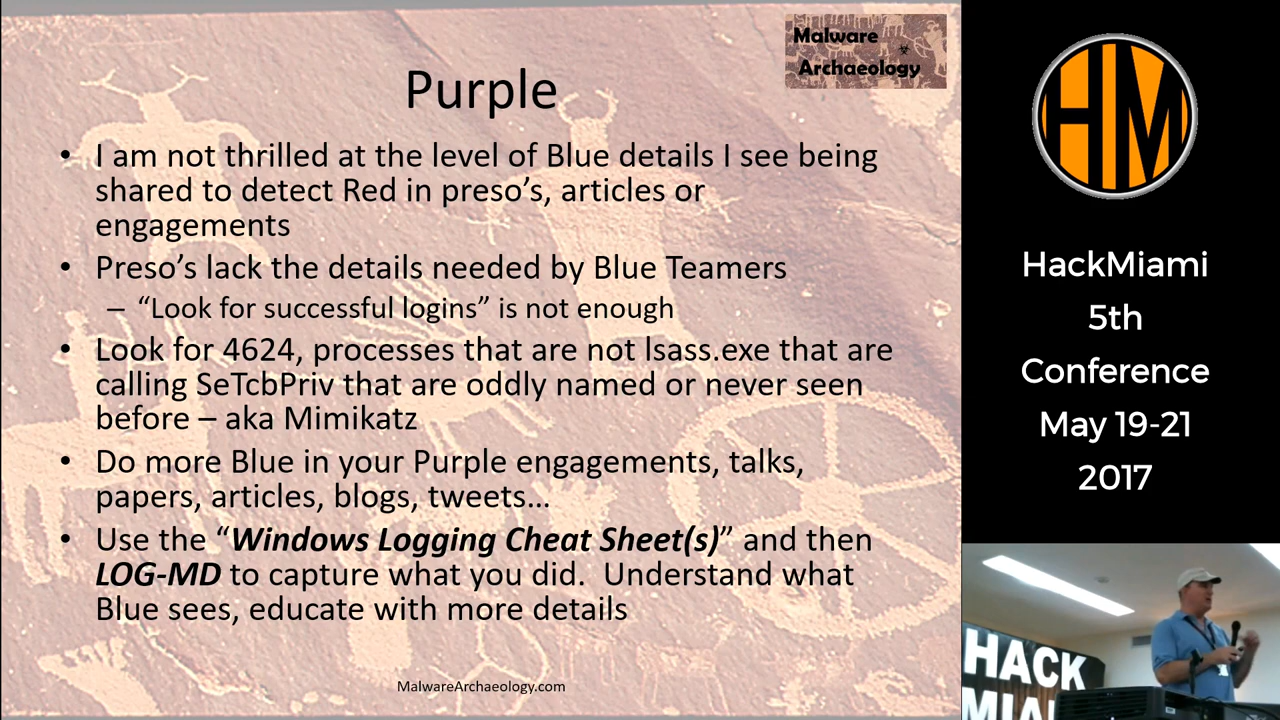 Malware
Archaeology
Purple
• I am not thrilled at the level of Blue details I see being
shared to detect Red in preso’s, articles or
engagements
• Preso’s lack the details needed by Blue Teamers
– “Look for successful logins” is not enough
• Look for 4624, processes that are not lsass.exe that are
calling SeTcbPriv that are oddly named or never seen
before – aka Mimikatz
• Do more Blue in your Purple engagements, talks,
papers, articles, blogs, tweets…
• Use the “Windows Logging Cheat Sheet(s)” and then
LOG-MD to capture what you did.  Understand what
Blue sees, educate with more details
MalwareArchaeology.com
HM
HackMiami
5th
Conference
May 19-21
2017
HACK
MIAM